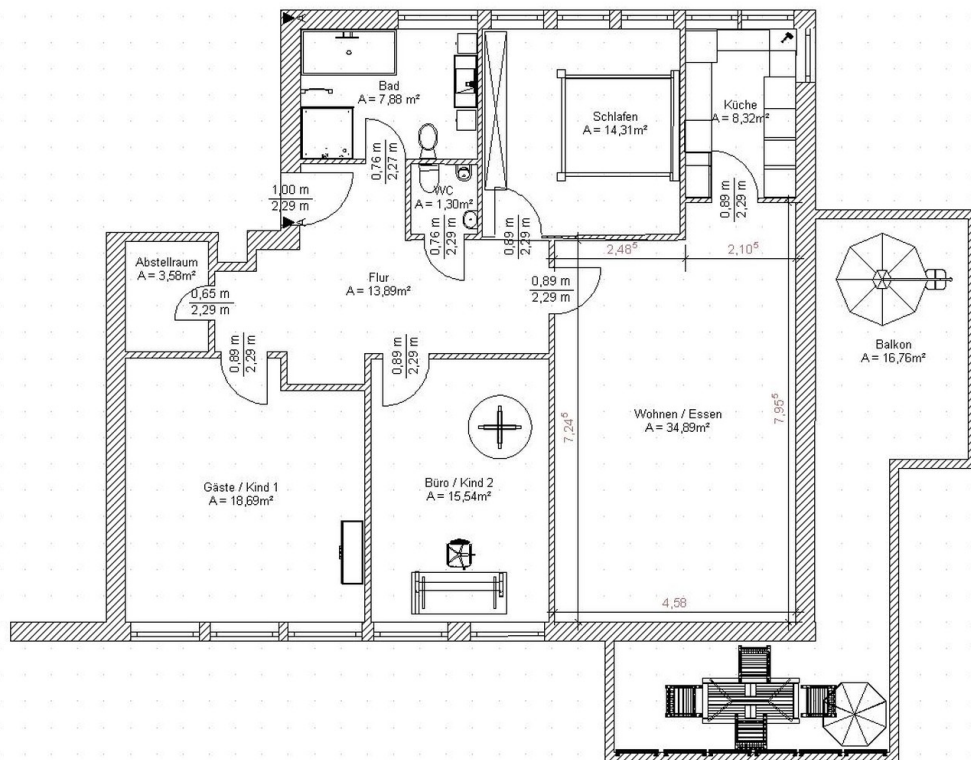 Bad
A = 7,88 m²
Schlafen
A = 14,31m²
Küche
A = 8,32m²
0,76 m
2,27 m
1,00 m
2,29 m
WC
A = 1,30m²
0,76 m
2,29 m
0,89 m
2,29 m
0,89 m
2,29 m
2,48⁵
2,10⁵
Abstellraum
A = 3,58m²
0,65 m
2,29 m
Flur
A = 13,89m²
0,89 m
2,29 m
Balkon
A = 16,76m²
0,89 m
2,29 m
0,89 m
2,29 m
7,24⁵
Wohnen / Essen
A = 34,89m²
7,95⁵
Gäste / Kind 1
A = 18,69m²
Büro / Kind 2
A = 15,54m²
4,58